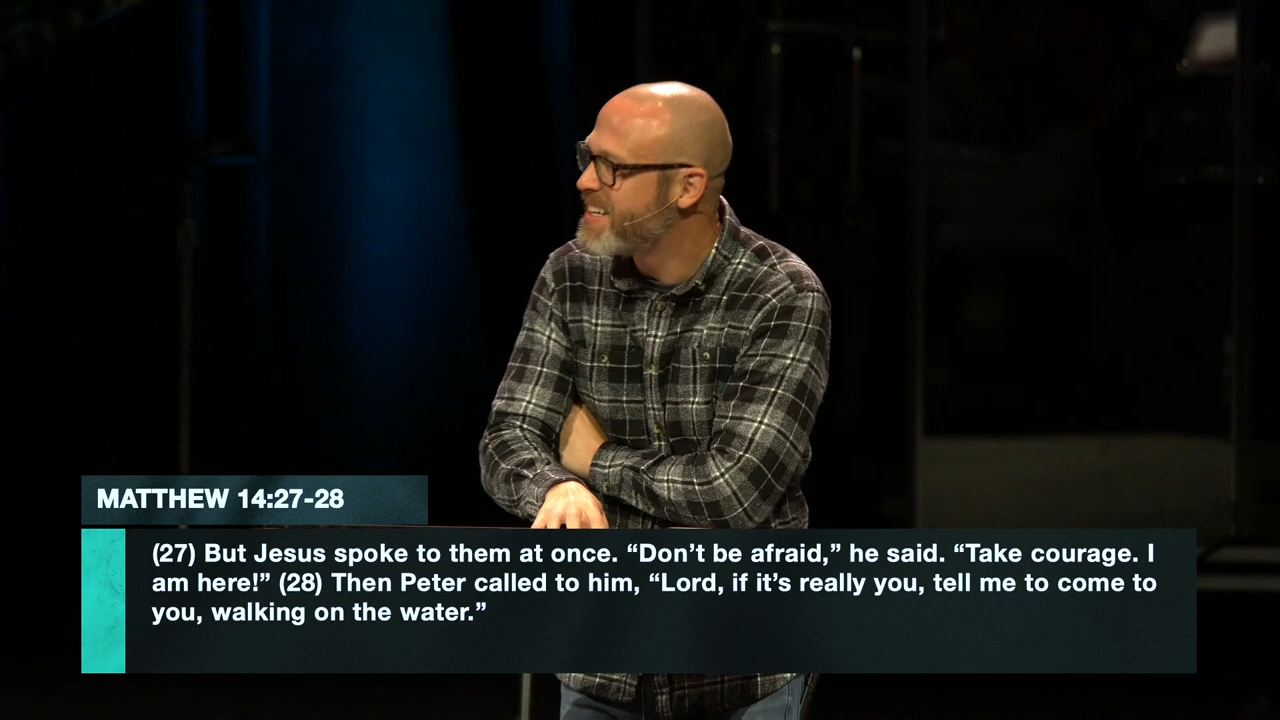 MATTHEW 14:27-28
(27) But Jesus spoke to them at once. “Don’t be afraid,” he said. “Take courage. I
am here!” (28) Then Peter called to him, “Lord, if it’s really you, tell me to come to
you, walking on the water.”